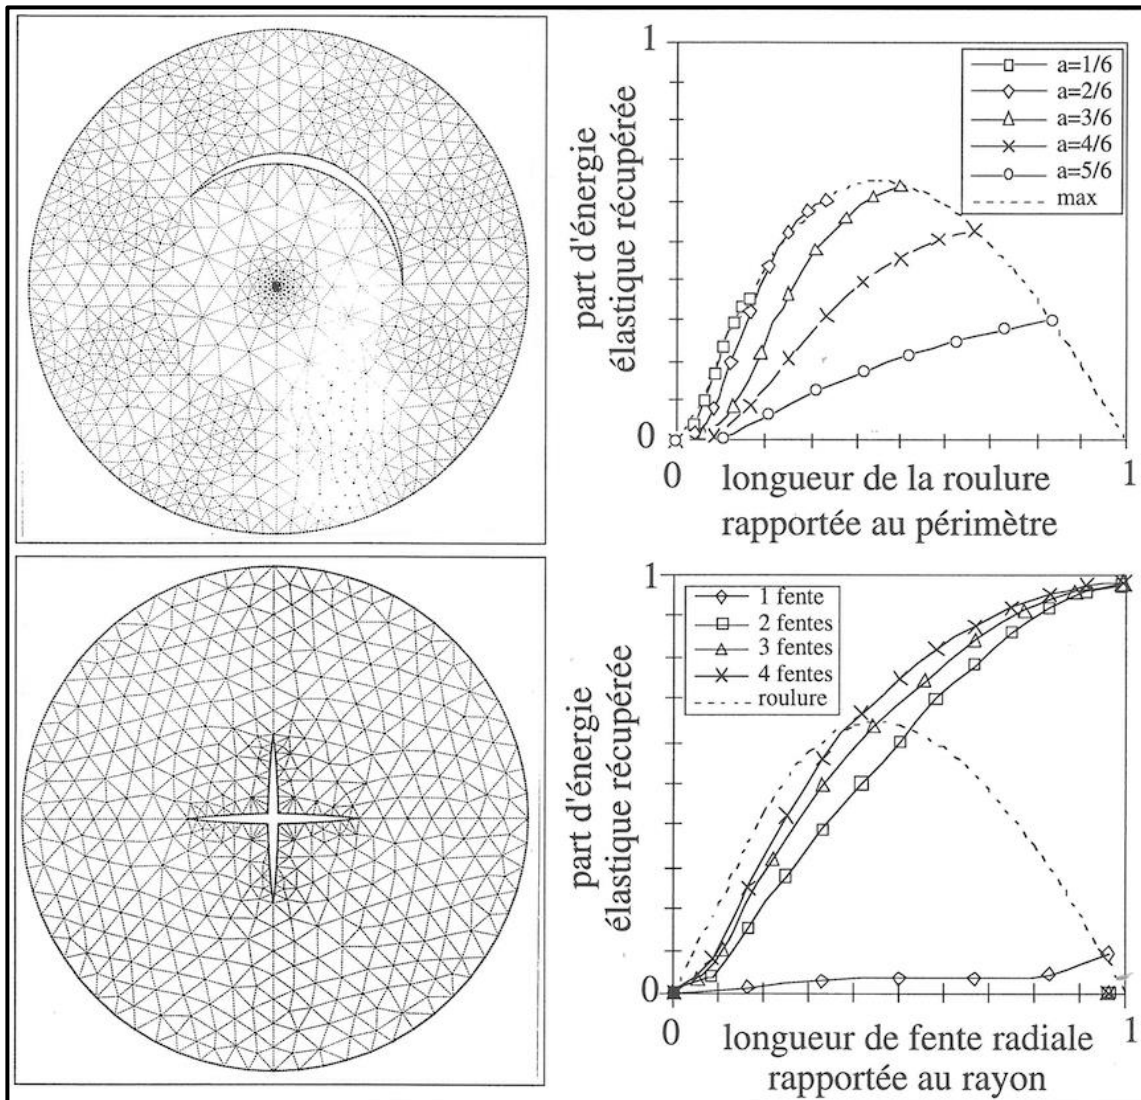 1
part d'énergie
élastique récupérée
0
0
1
longueur de la roulure
rapportée au périmètre
a=1/6
a=2/6
a=3/6
a=4/6
a=5/6
max
1
part d'énergie
élastique récupérée
0
0
1
longueur de fente radiale
rapportée au rayon
1 fente
2 fentes
3 fentes
4 fentes
roulure